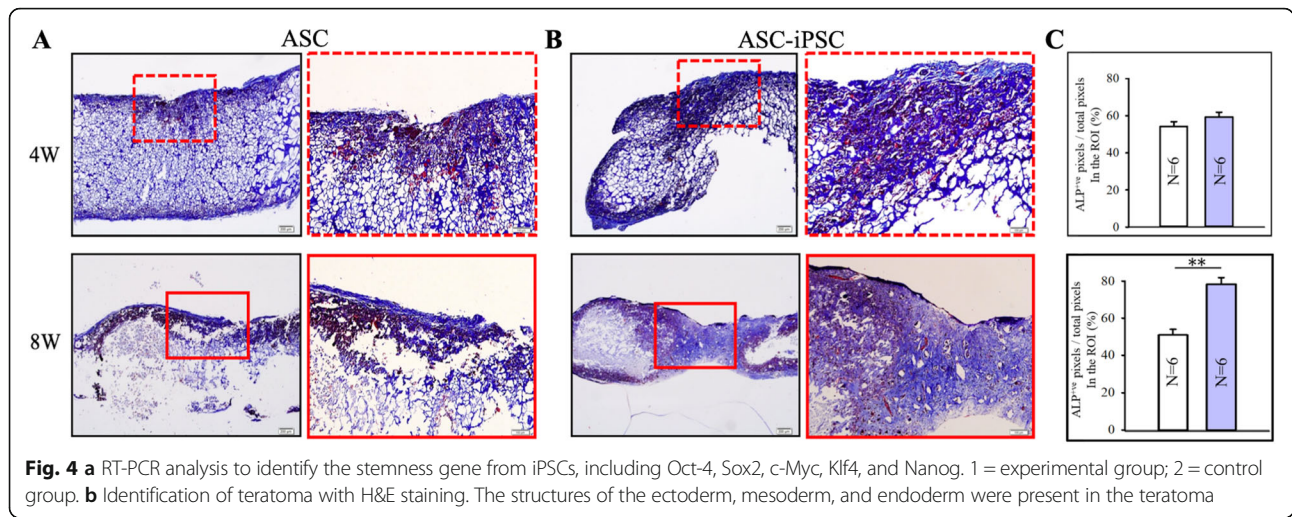 A ASC B ASC-iPSC C
4W
ALP+ve pixels / total pixels
In the ROI (%)
80
60
40
20
0
N=6
N=6
8W
ALP+ve pixels / total pixels
In the ROI (%)
80
60
40
20
0
**
N=6
N=6
Fig. 4 a RT-PCR analysis to identify the stemness gene from iPSCs, including Oct-4, Sox2, c-Myc, Klf4, and Nanog. 1 = experimental group; 2 = control
group. b Identification of teratoma with H&E staining. The structures of the ectoderm, mesoderm, and endoderm were present in the teratoma